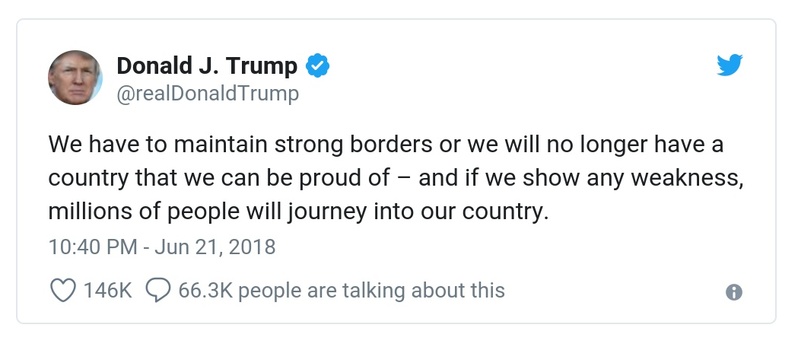 Donald J. Trump
@realDonaldTrump
We have to maintain strong borders or we will no longer have a
country that we can be proud of – and if we show any weakness,
millions of people will journey into our country.
10:40 PM - Jun 21, 2018
146K 66.3K people are talking about this